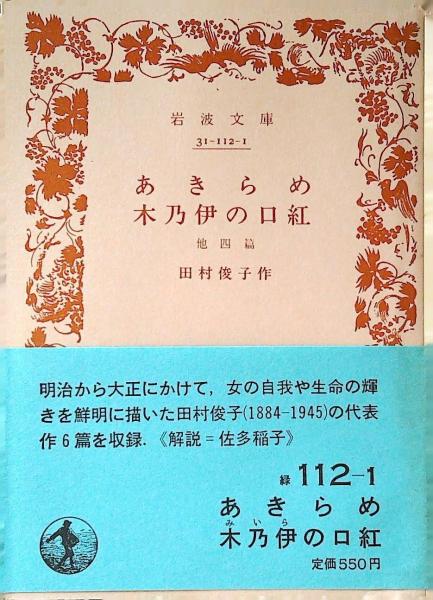 岩波文庫
31-112-1
あきらめ
木乃伊の口紅
他四篇
田村俊子作
明治から大正にかけて,女の自我や生命の輝
きを鮮明に描いた田村俊子(1884-1945)の代表
作6篇を収録.《解説=佐多稲子》
緑 112-1
あきらめ
みいら
木乃伊の口紅
定価550円